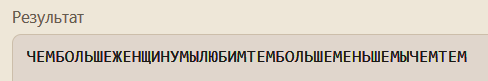 Результат
ЧЕМБОЛЬШЕЖЕНЩИНУМЫЛЮБИМТЕМБОЛЬШЕМЕНЬШЕМЫЧЕМТЕМ